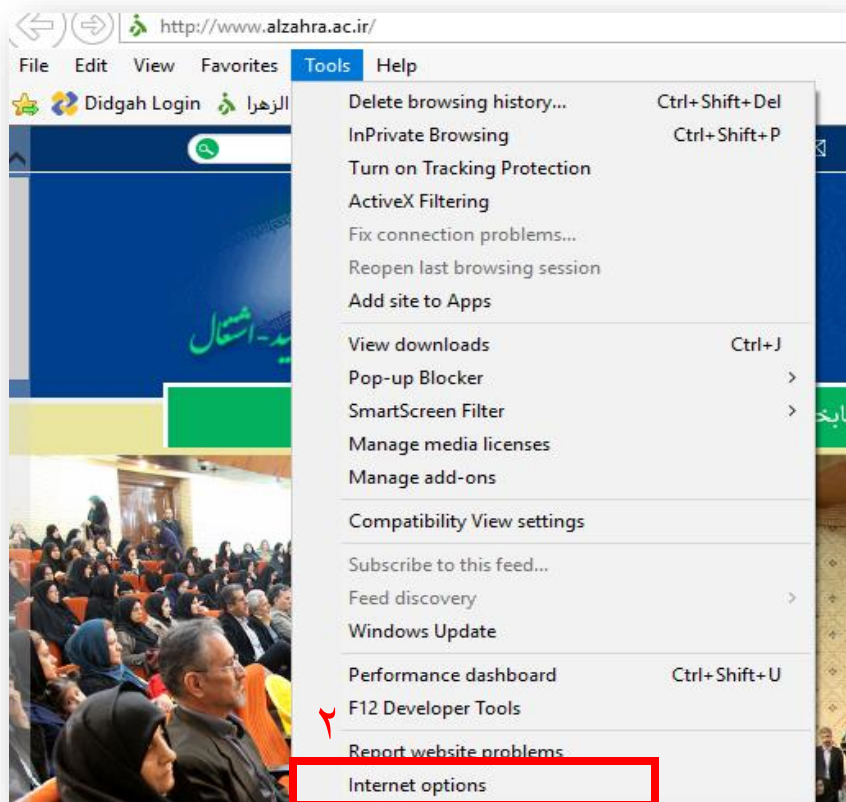 http://www.alzahra.ac.ir/
File Edit View Favorites Tools Help
Didgah Login الزهرا
Delete browsing history... Ctrl+Shift+Del
InPrivate Browsing Ctrl+Shift+P
Turn on Tracking Protection
ActiveX Filtering
Fix connection problems...
Reopen last browsing session
Add site to Apps
اشتغال
View downloads Ctrl+J
Pop-up Blocker
SmartScreen Filter
Manage media licenses
Manage add-ons
Compatibility View settings
Subscribe to this feed...
Feed discovery
Windows Update
Performance dashboard Ctrl+Shift+U
F12 Developer Tools
۲
Report website problems
Internet options